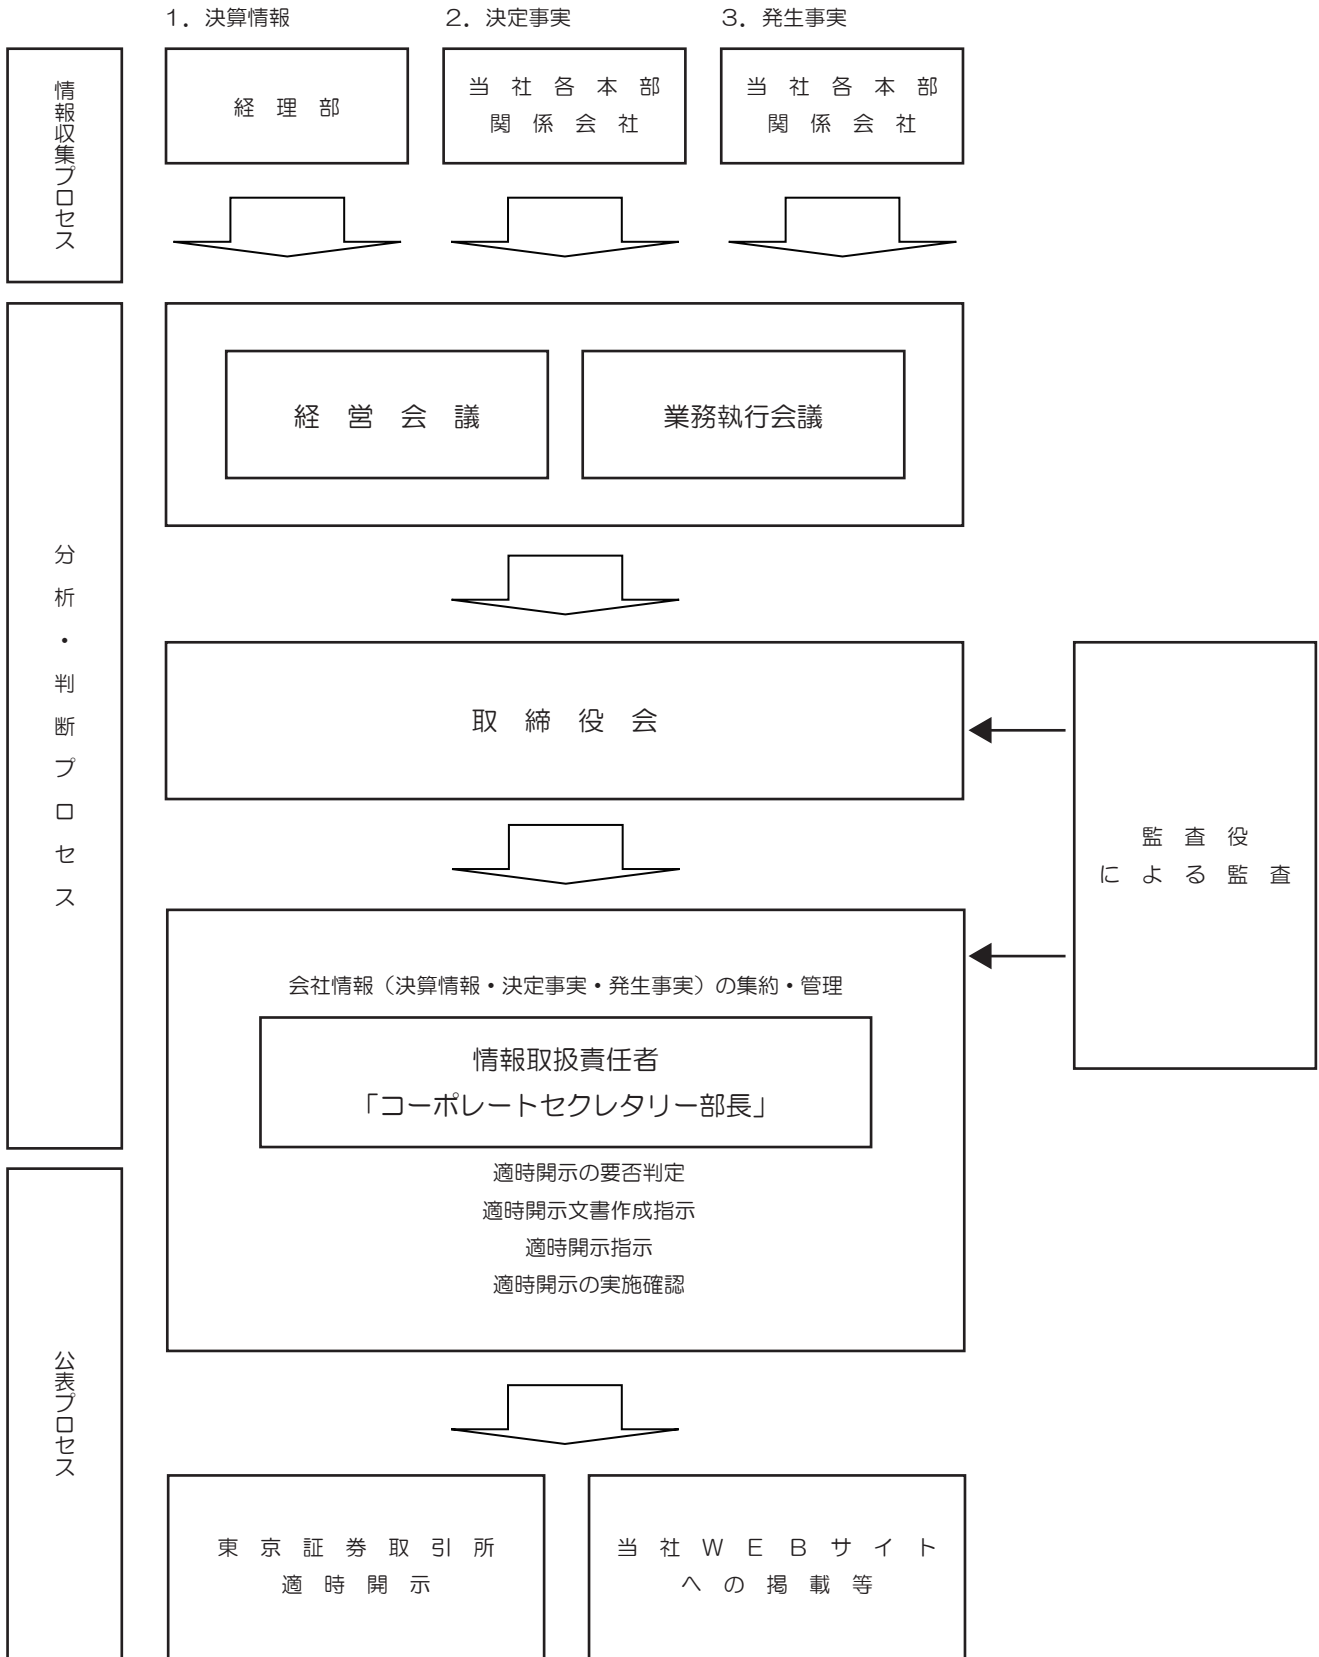 1．決算情報
2．決定事実
3．発生事実
情報収集プロセス
経理部
当社各本部
関係会社
当社各本部
関係会社
分析・判断プロセス
経営会議
業務執行会議
取締役会
監査役
による監査
会社情報（決算情報・決定事実・発生事実）の集約・管理
情報取扱責任者
「コーポレートセクレタリー部長」
適時開示の要否判定
適時開示文書作成指示
適時開示指示
適時開示の実施確認
公表プロセス
東京証券取引所
適時開示
当社ＷＥＢサイト
への掲載等